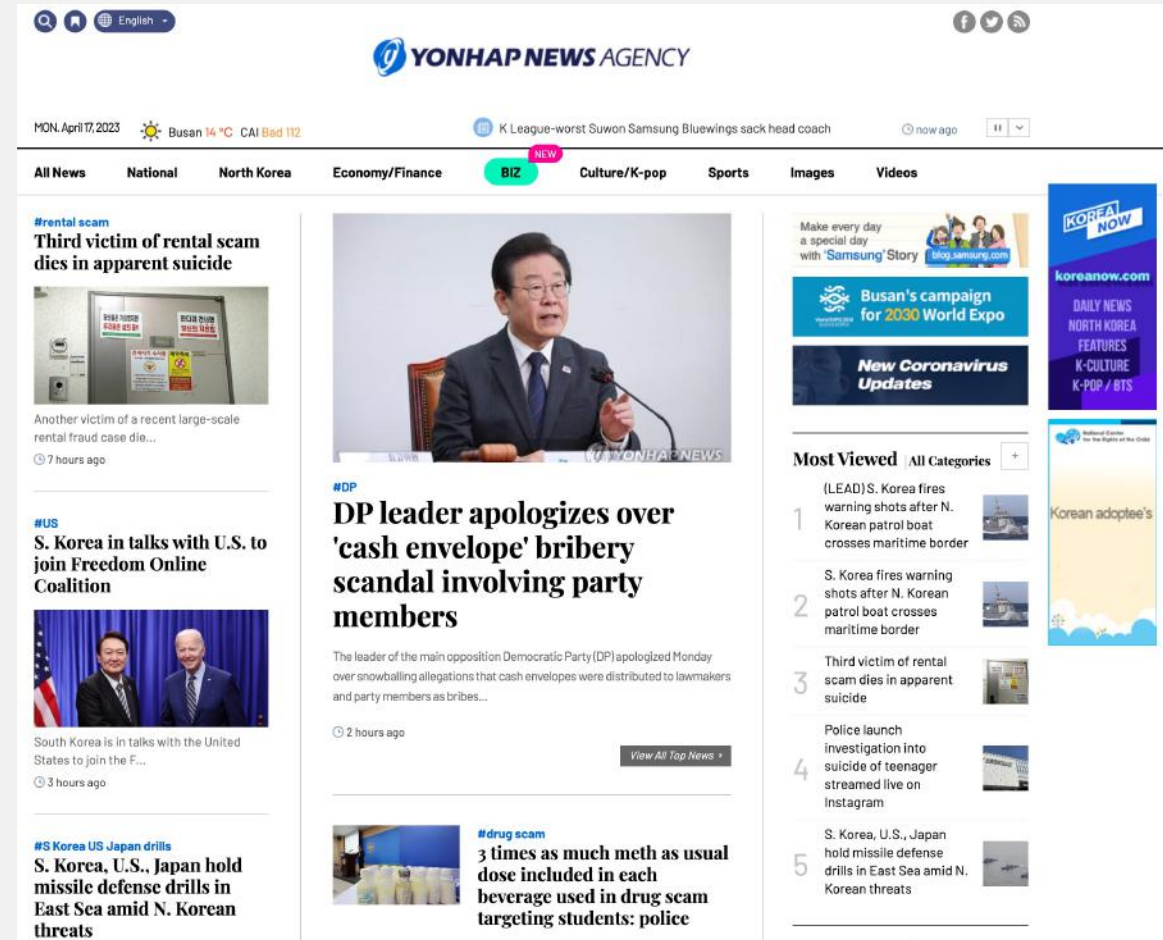 English
YONHAP NEWS AGENCY
MON. April 17, 2023
Busan 14 °C CAI Bad 112
K League-worst Suwon Samsung Bluewings sack head coach
now ago
All News
National
North Korea
Economy/Finance
BIZ
NEW
Culture/K-pop
Sports
Images
Videos
#rental scam
Third victim of rental scam
dies in apparent suicide
Another victim of a recent large-scale
rental fraud case die...
7 hours ago
#US
S. Korea in talks with U.S. to
join Freedom Online
Coalition
South Korea is in talks with the United
States to join the F...
3 hours ago
#S Korea US Japan drills
S. Korea, U.S., Japan hold
missile defense drills in
East Sea amid N. Korean
threats
YONHAP NEWS
#DP
DP leader apologizes over
'cash envelope' bribery
scandal involving party
members
The leader of the main opposition Democratic Party (DP) apologized Monday
over snowballing allegations that cash envelopes were distributed to lawmakers
and party members as bribes...
2 hours ago
View All Top News
#drug scam
3 times as much meth as usual
dose included in each
beverage used in drug scam
targeting students: police
Make every day
a special day
with 'Samsung' Story
blog.samsung.com
Busan's campaign
for 2030 World Expo
New Coronavirus
Updates
Most Viewed | All Categories +
1
(LEAD) S. Korea fires
warning shots after N.
Korean patrol boat
crosses maritime border
2
S. Korea fires warning
shots after N. Korean
patrol boat crosses
maritime border
3
Third victim of rental
scam dies in apparent
suicide
4
Police launch
investigation into
suicide of teenager
streamed live on
Instagram
5
S. Korea, U.S., Japan
hold missile defense
drills in East Sea amid N.
Korean threats
KOREA
NOW
koreanow.com
DAILY NEWS
NORTH KOREA
FEATURES
K-CULTURE
K-POP / BTS
National Center
for the Rights of the Child
Korean adoptee's